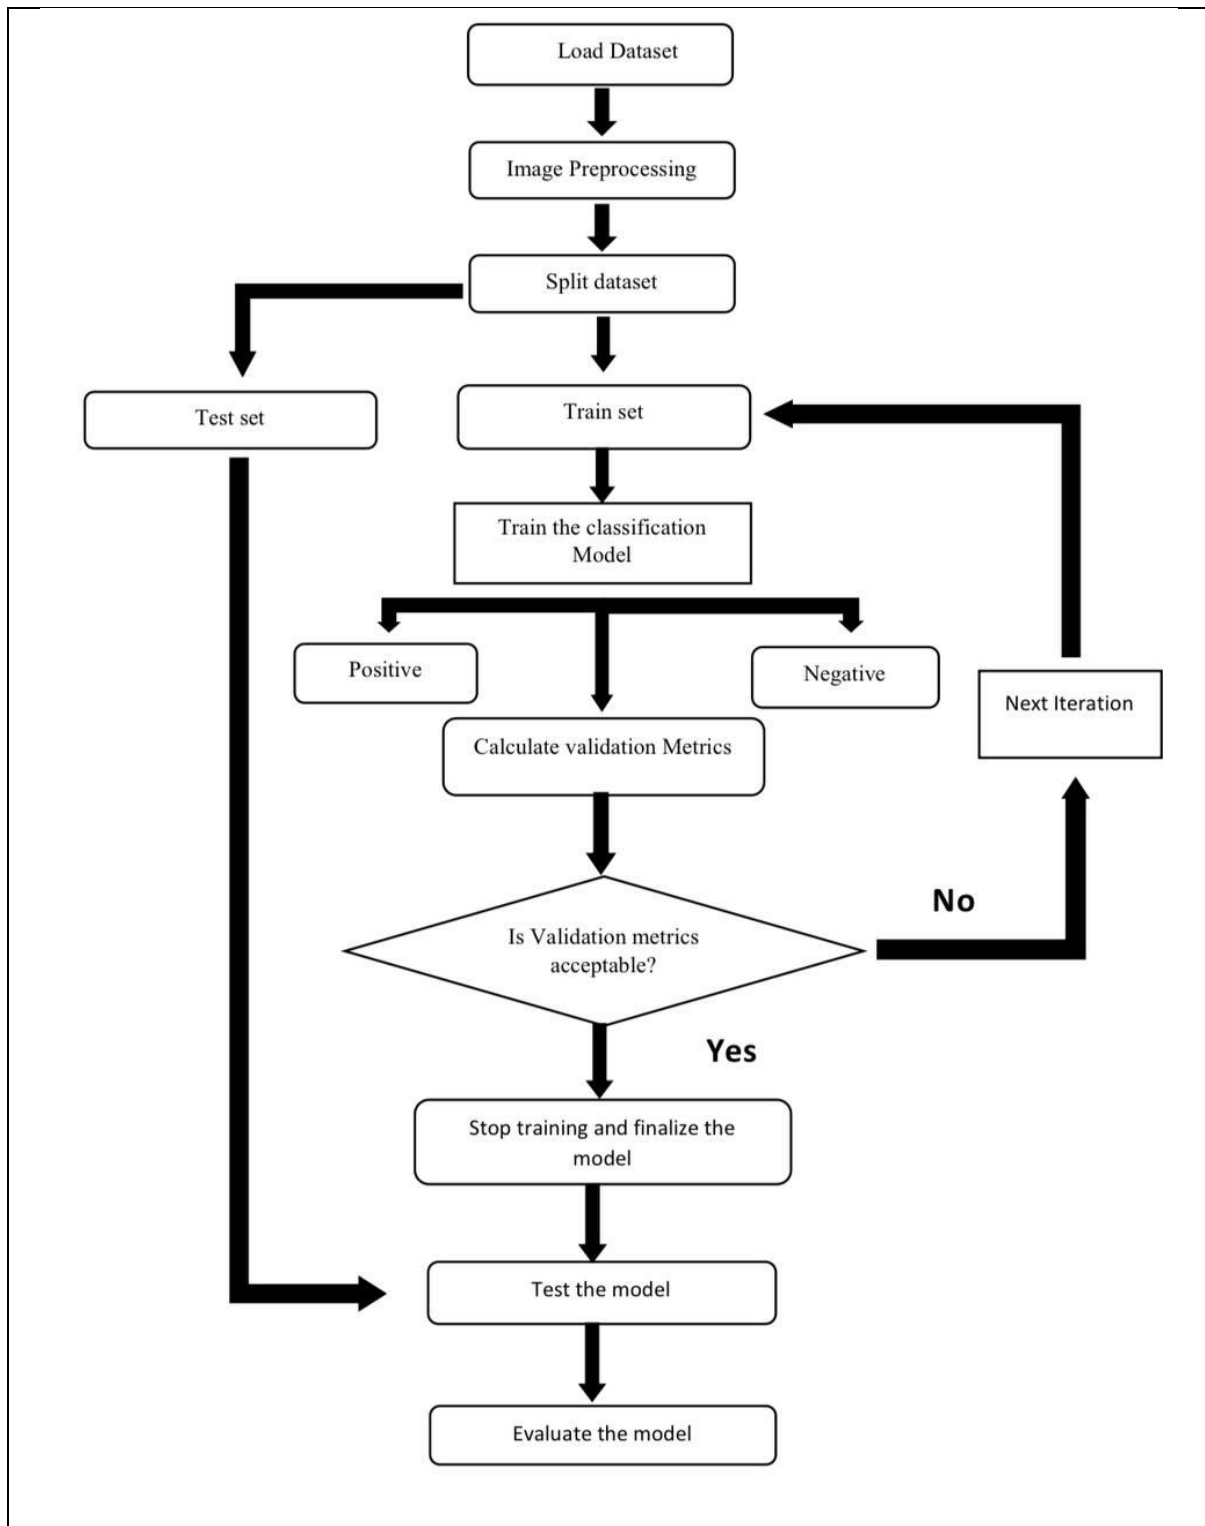 Load Dataset
Image Preprocessing
Split dataset
Test set
Train set
Train the classification
Model
Positive
Negative
Next Iteration
Calculate validation Metrics
No
Is Validation metrics
acceptable?
Yes
Stop training and finalize the
model
Test the model
Evaluate the model